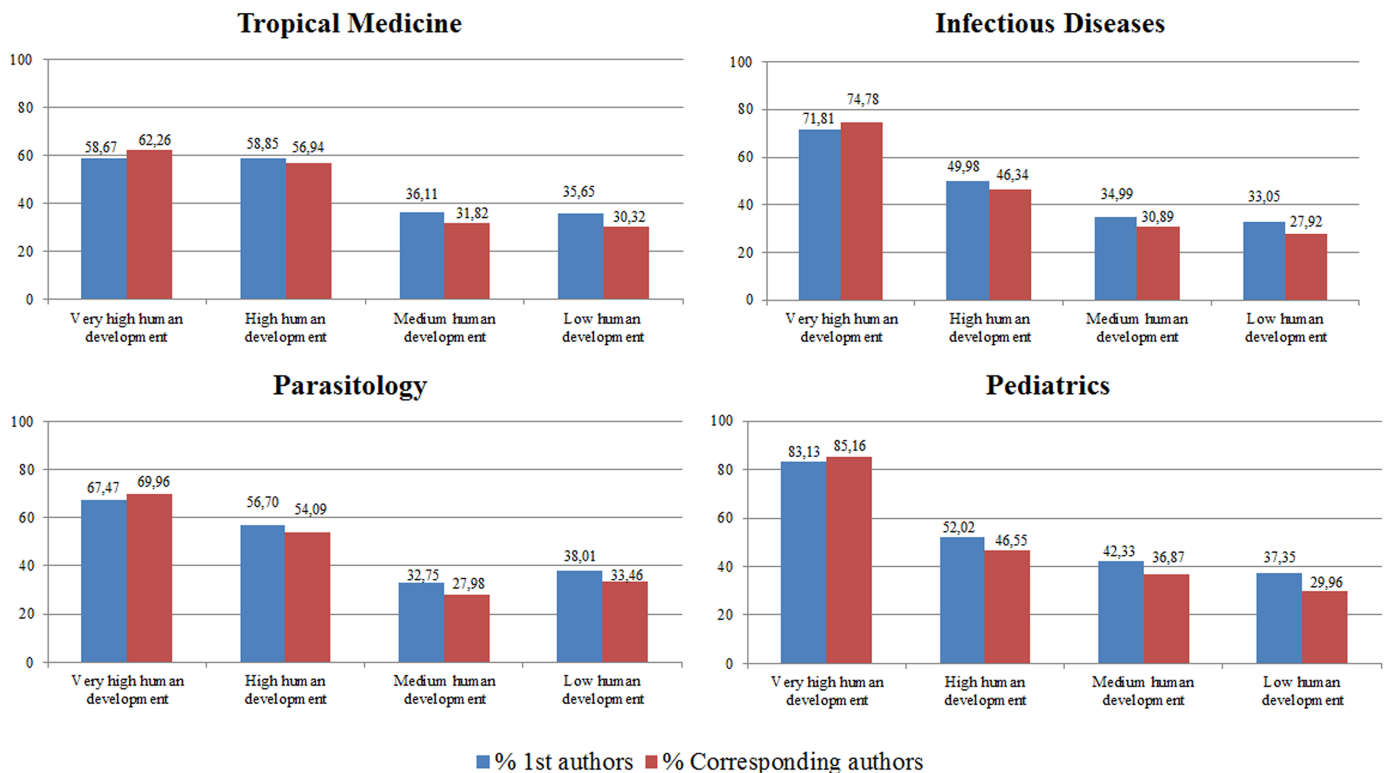 Tropical Medicine
100
80
60
40
20
0
58,67
62,26
58,85
56,94
36,11
31,82
35,65
30,32
Very high human
development
High human
development
Medium human
development
Low human
development
Infectious Diseases
100
80
60
40
20
0
71,81
74,78
49,98
46,34
34,99
30,89
33,05
27,92
Very high human
development
High human
development
Medium human
development
Low human
development
Parasitology
100
80
60
40
20
0
67,47
69,96
56,70
54,09
32,75
27,98
38,01
33,46
Very high human
development
High human
development
Medium human
development
Low human
development
Pediatrics
100
80
60
40
20
0
83,13
85,16
52,02
46,55
42,33
36,87
37,35
29,96
Very high human
development
High human
development
Medium human
development
Low human
development
% 1st authors % Corresponding authors